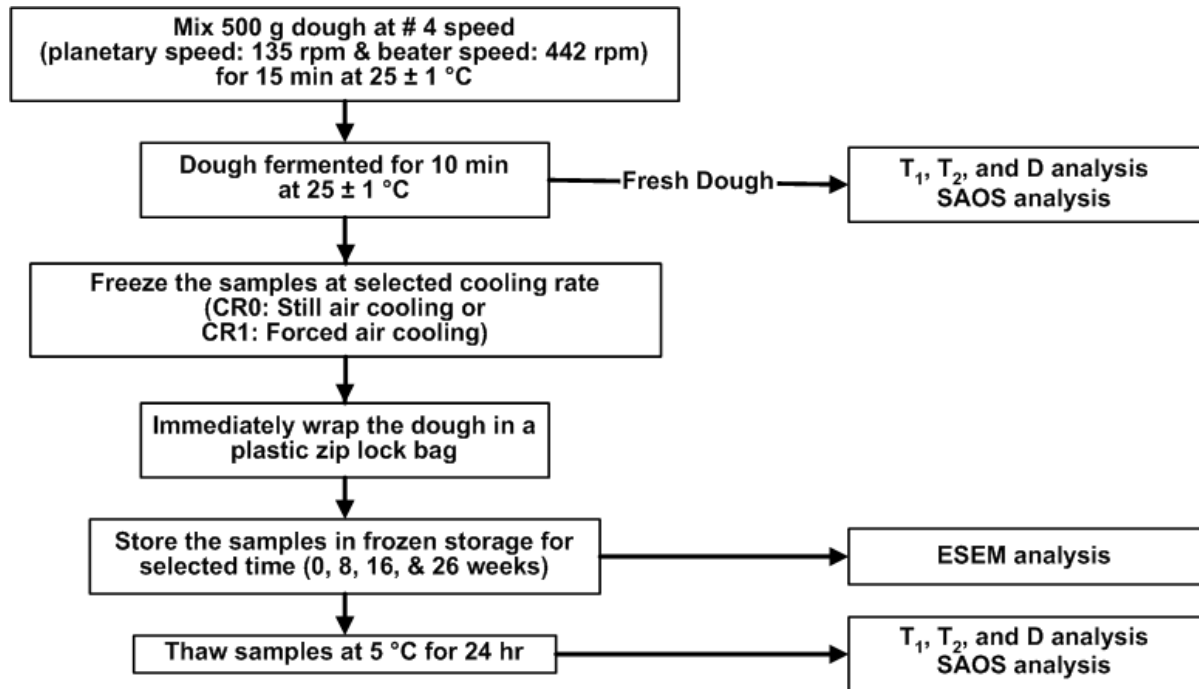 Mix 500 g dough at # 4 speed
(planetary speed: 135 rpm & beater speed: 442 rpm)
for 15 min at 25 ± 1 °C
Dough fermented for 10 min
at 25 ± 1 °C
Fresh Dough
T₁, T₂, and D analysis
SAOS analysis
Freeze the samples at selected cooling rate
(CR0: Still air cooling or
CR1: Forced air cooling)
Immediately wrap the dough in a
plastic zip lock bag
Store the samples in frozen storage for
selected time (0, 8, 16, & 26 weeks)
ESEM analysis
Thaw samples at 5 °C for 24 hr
T₁, T₂, and D analysis
SAOS analysis